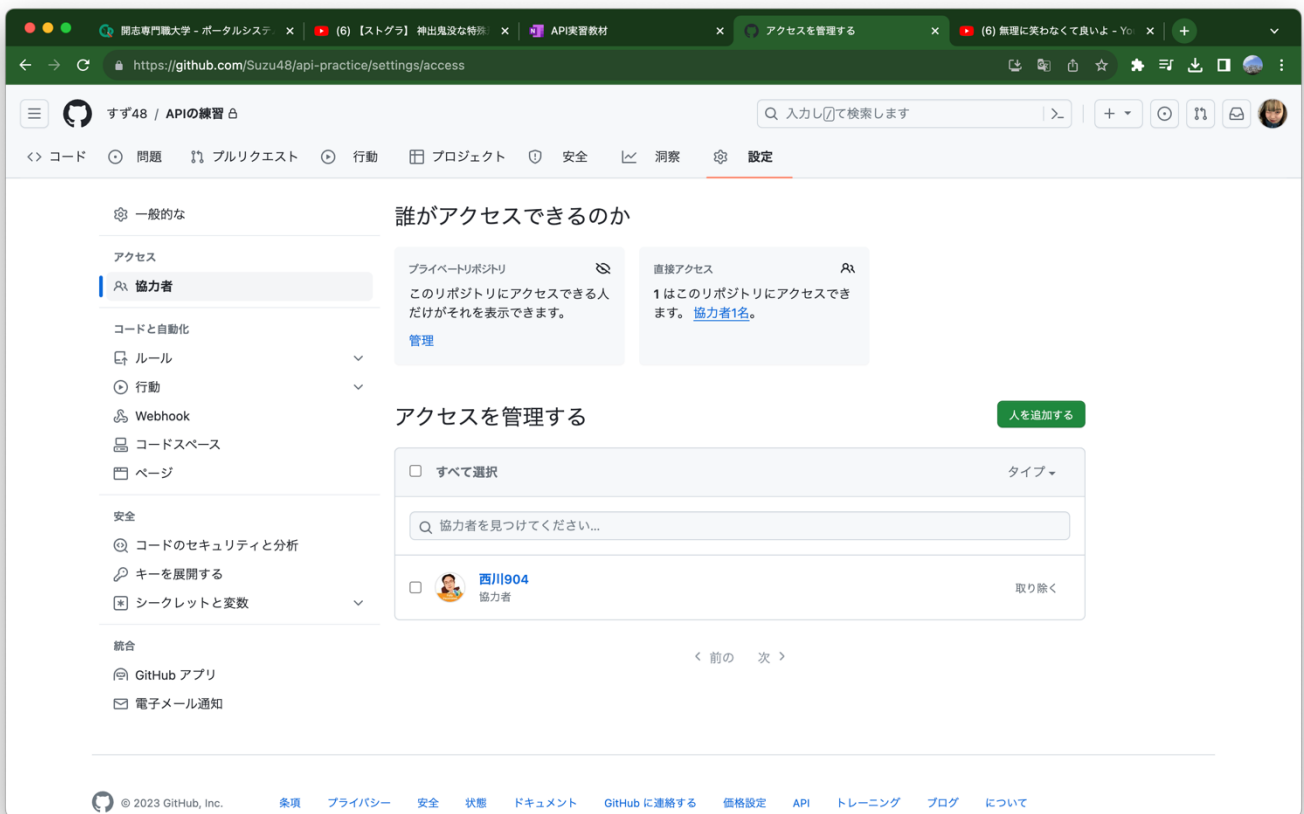 開志専門職大学 - ポータルシステ
(6) 【ストグラ】 神出鬼没な特殊
API実習教材
アクセスを管理する
(6) 無理に笑わなくて良いよ - Yo
https://github.com/Suzu48/api-practice/settings/access
すず48 / APIの練習
入力し/て検索します
コード
問題
プルリクエスト
行動
プロジェクト
安全
洞察
設定
一般的な
アクセス
協力者
コードと自動化
ルール
行動
Webhook
コードスペース
ページ
安全
コードのセキュリティと分析
キーを展開する
シークレットと変数
統合
GitHub アプリ
電子メール通知
誰がアクセスできるのか
プライベートリポジトリ
このリポジトリにアクセスできる人
だけがそれを表示できます。
管理
直接アクセス
1 はこのリポジトリにアクセスでき
ます。 協力者1名。
アクセスを管理する
人を追加する
すべて選択
タイプ
協力者を見つけてください...
西川904
協力者
取り除く
前の
次
© 2023 GitHub, Inc.
条項
プライバシー
安全
状態
ドキュメント
GitHub に連絡する
価格設定
API
トレーニング
ブログ
について